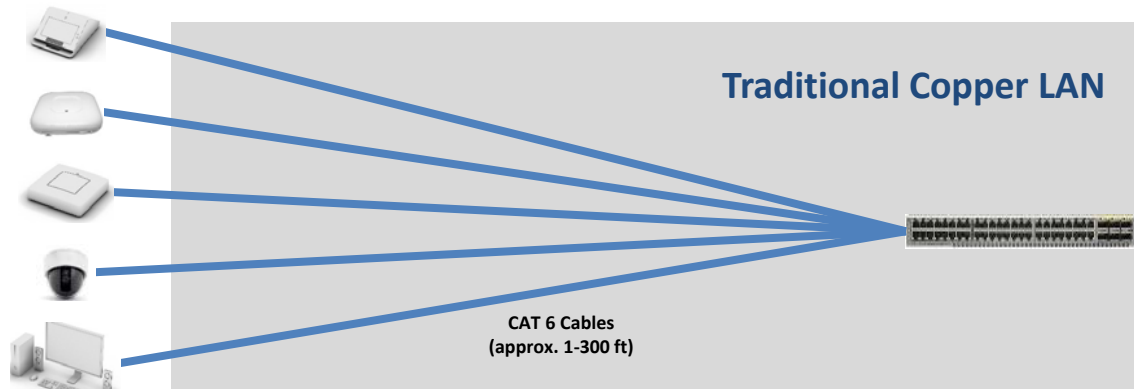 Traditional Copper LAN
CAT 6 Cables
(approx. 1-300 ft)